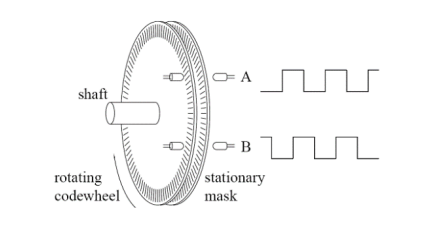 A
shaft
B
rotating
codewheel
stationary
mask